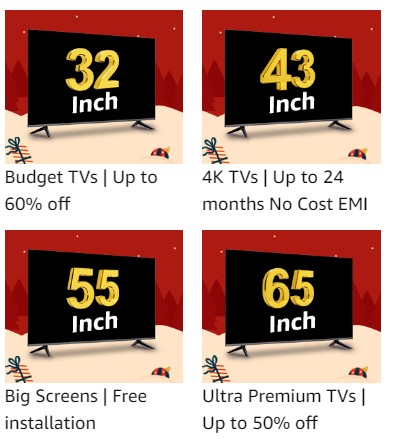 32
Inch
43
Inch
Budget TVs | Up to
60% off
4K TVs | Up to 24
months No Cost EMI
55
Inch
65
Inch
Big Screens | Free
installation
Ultra Premium TVs |
Up to 50% off